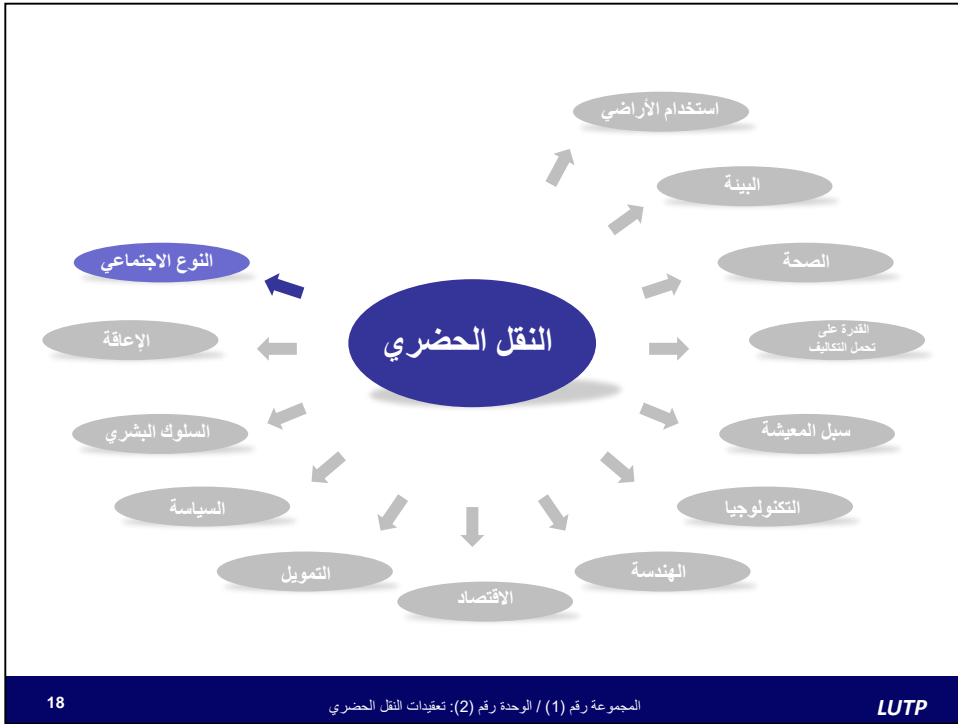 استخدام الأراضي
البيئة
الصحة
القدرة على
تحمل التكاليف
سبل المعيشة
التكنولوجيا
الهندسة
الاقتصاد
التمويل
السياسة
السلوك البشري
الإعاقة
النوع الاجتماعي
النقل الحضري
18
المجموعة رقم (1) / الوحدة رقم (2): تعقيدات النقل الحضري
LUTP